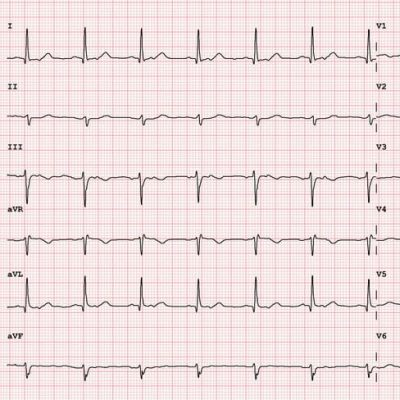 I V1
II V2
III V3
aVR V4
aVL V5
aVF V6